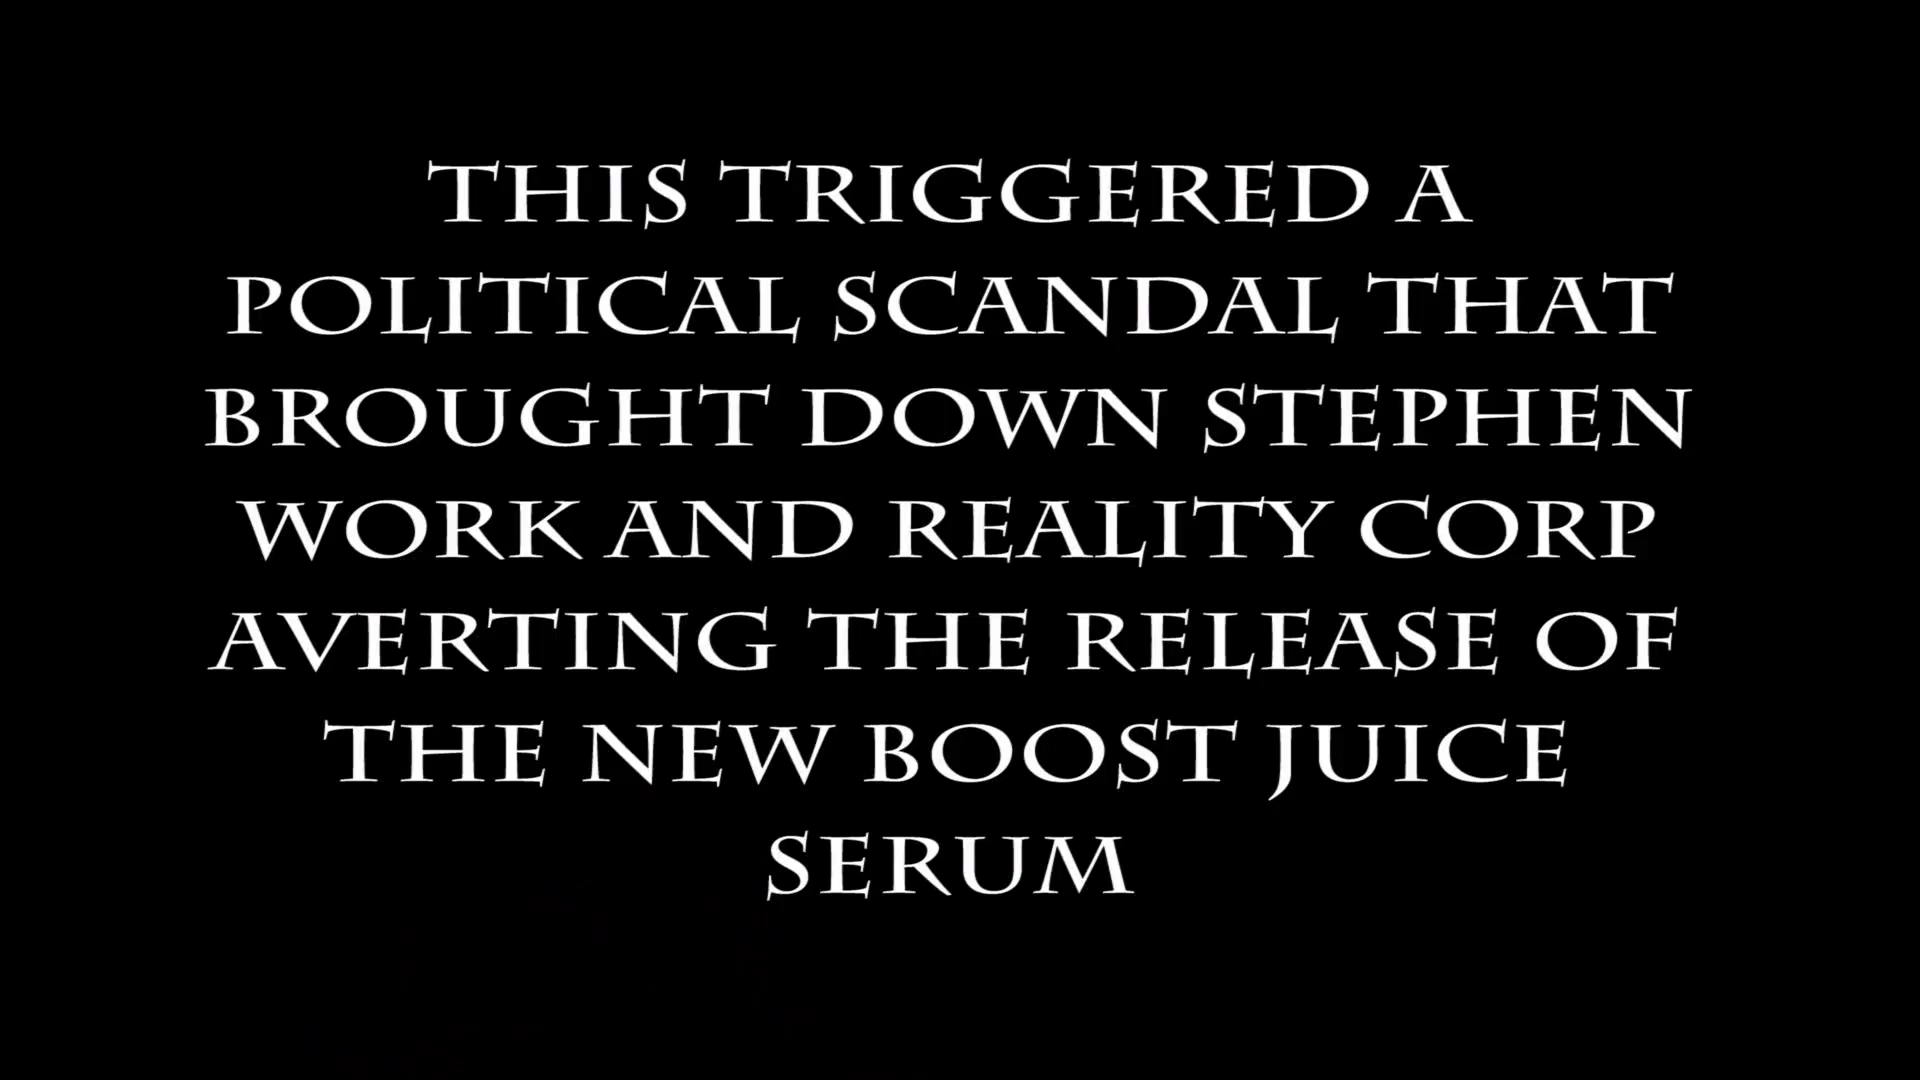 THIS TRIGGERED A
POLITICAL SCANDAL THAT
BROUGHT DOWN STEPHEN
WORK AND REALITY CORP
AVERTING THE RELEASE OF
THE NEW BOOST JUICE
SERUM